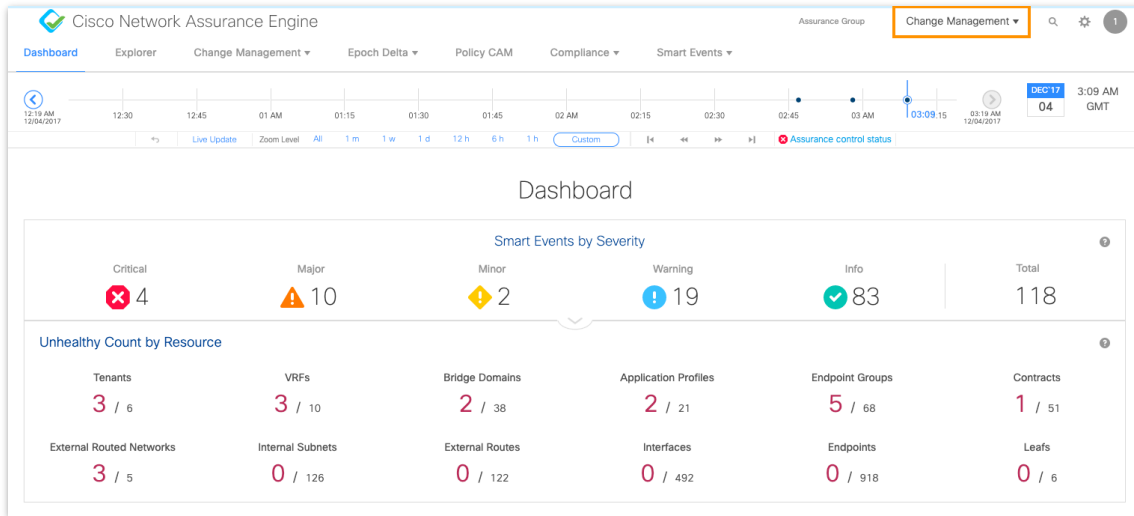 Cisco Network Assurance Engine
Assurance Group
Change Management ▾
1
Dashboard Explorer Change Management ▾ Epoch Delta ▾ Policy CAM Compliance ▾ Smart Events ▾
12:19 AM
12/04/2017
12:30 12:45 01 AM 01:15 01:30 01:45 02 AM 02:15 02:30 02:45 03 AM 03:09 :15
03:19 AM
12/04/2017
DEC'17
04
3:09 AM
GMT
Live Update Zoom Level All 1 m 1 w 1 d 12 h 6 h 1 h Custom Assurance control status
Dashboard
Smart Events by Severity
Critical Major Minor Warning Info Total
4 10 2 19 83 118
Unhealthy Count by Resource
Tenants VRFs Bridge Domains Application Profiles Endpoint Groups Contracts
3 / 6 3 / 10 2 / 38 2 / 21 5 / 68 1 / 51
External Routed Networks Internal Subnets External Routes Interfaces Endpoints Leafs
3 / 5 0 / 126 0 / 122 0 / 492 0 / 918 0 / 6